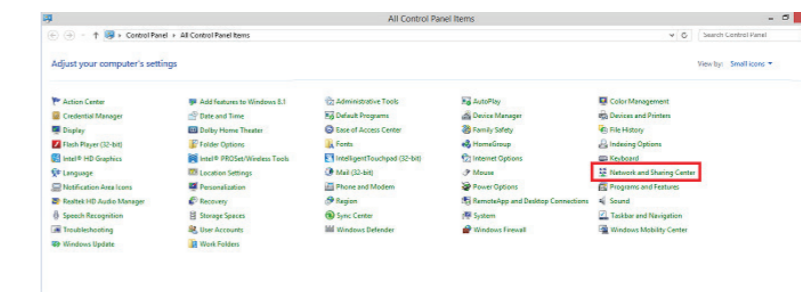 All Control Panel Items
Control Panel ▸ All Control Panel Items
Search Control Panel
Adjust your computer's settings
View by: Small icons
Action Center
Add features to Windows 8.1
Administrative Tools
AutoPlay
Color Management
Credential Manager
Date and Time
Default Programs
Device Manager
Devices and Printers
Display
Dolby Home Theater
Ease of Access Center
Family Safety
File History
Flash Player (32-bit)
Folder Options
Fonts
HomeGroup
Indexing Options
Intel® HD Graphics
Intel® PROSet/Wireless Tools
IntelligentTouchpad (32-bit)
Internet Options
Keyboard
Language
Location Settings
Mail (32-bit)
Mouse
Network and Sharing Center
Notification Area Icons
Personalization
Phone and Modem
Power Options
Programs and Features
Realtek HD Audio Manager
Recovery
Region
RemoteApp and Desktop Connections
Sound
Speech Recognition
Storage Spaces
Sync Center
System
Taskbar and Navigation
Troubleshooting
User Accounts
Windows Defender
Windows Firewall
Windows Mobility Center
Windows Update
Work Folders